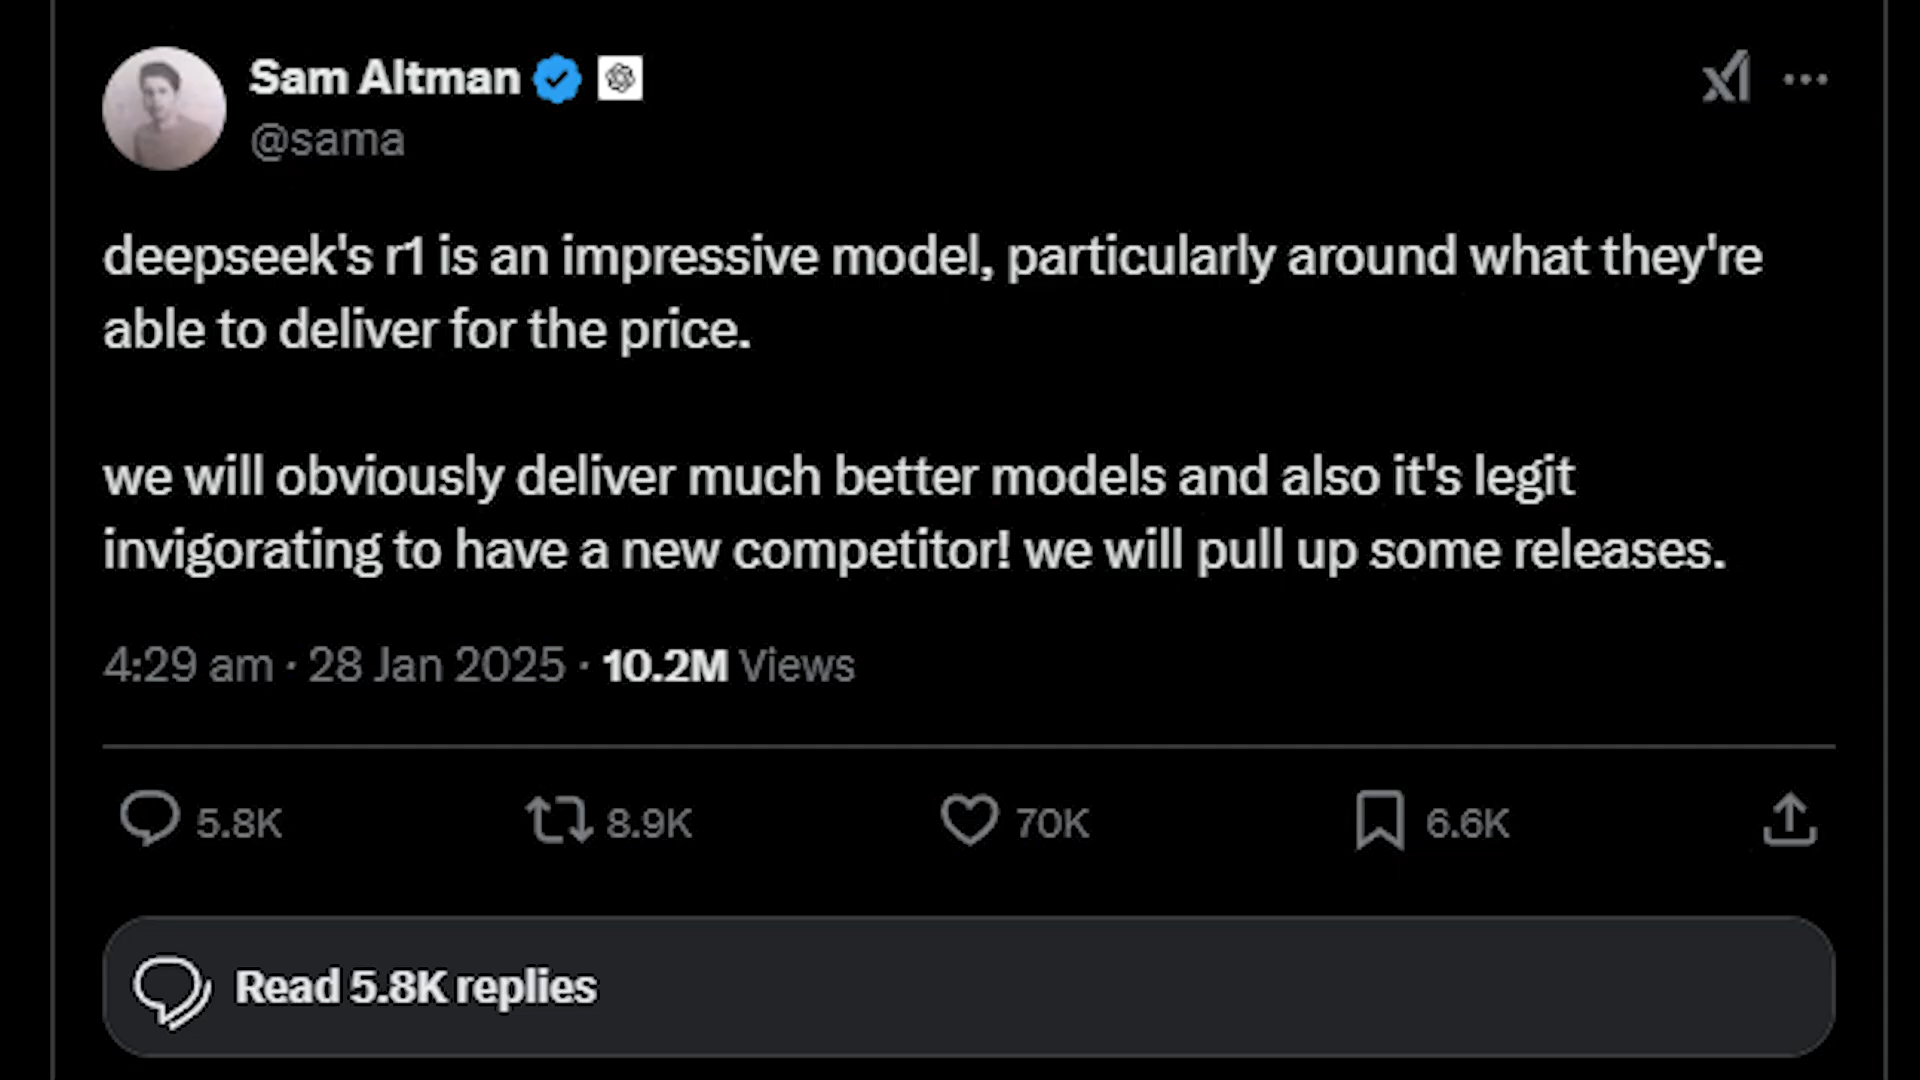 Sam Altman
@sama
deepseek's r1 is an impressive model, particularly around what they're
able to deliver for the price.
we will obviously deliver much better models and also it's legit
invigorating to have a new competitor! we will pull up some releases.
4:29 am · 28 Jan 2025 · 10.2M Views
5.8K 8.9K 70K 6.6K
Read 5.8K replies